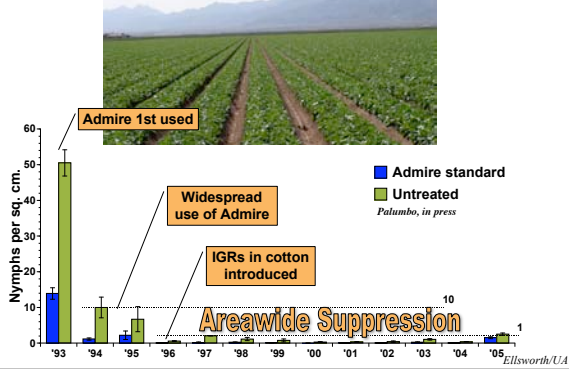 Admire 1st used
60
50
40
30
20
10
0
Nymphs per sq. cm.
Widespread
use of Admire
IGRs in cotton
introduced
Admire standard
Untreated
Palumbo, in press
10
Areawide Suppression
1
'93 '94 '95 '96 '97 '98 '99 '00 '01 '02 '03 '04 '05
Ellsworth/UA